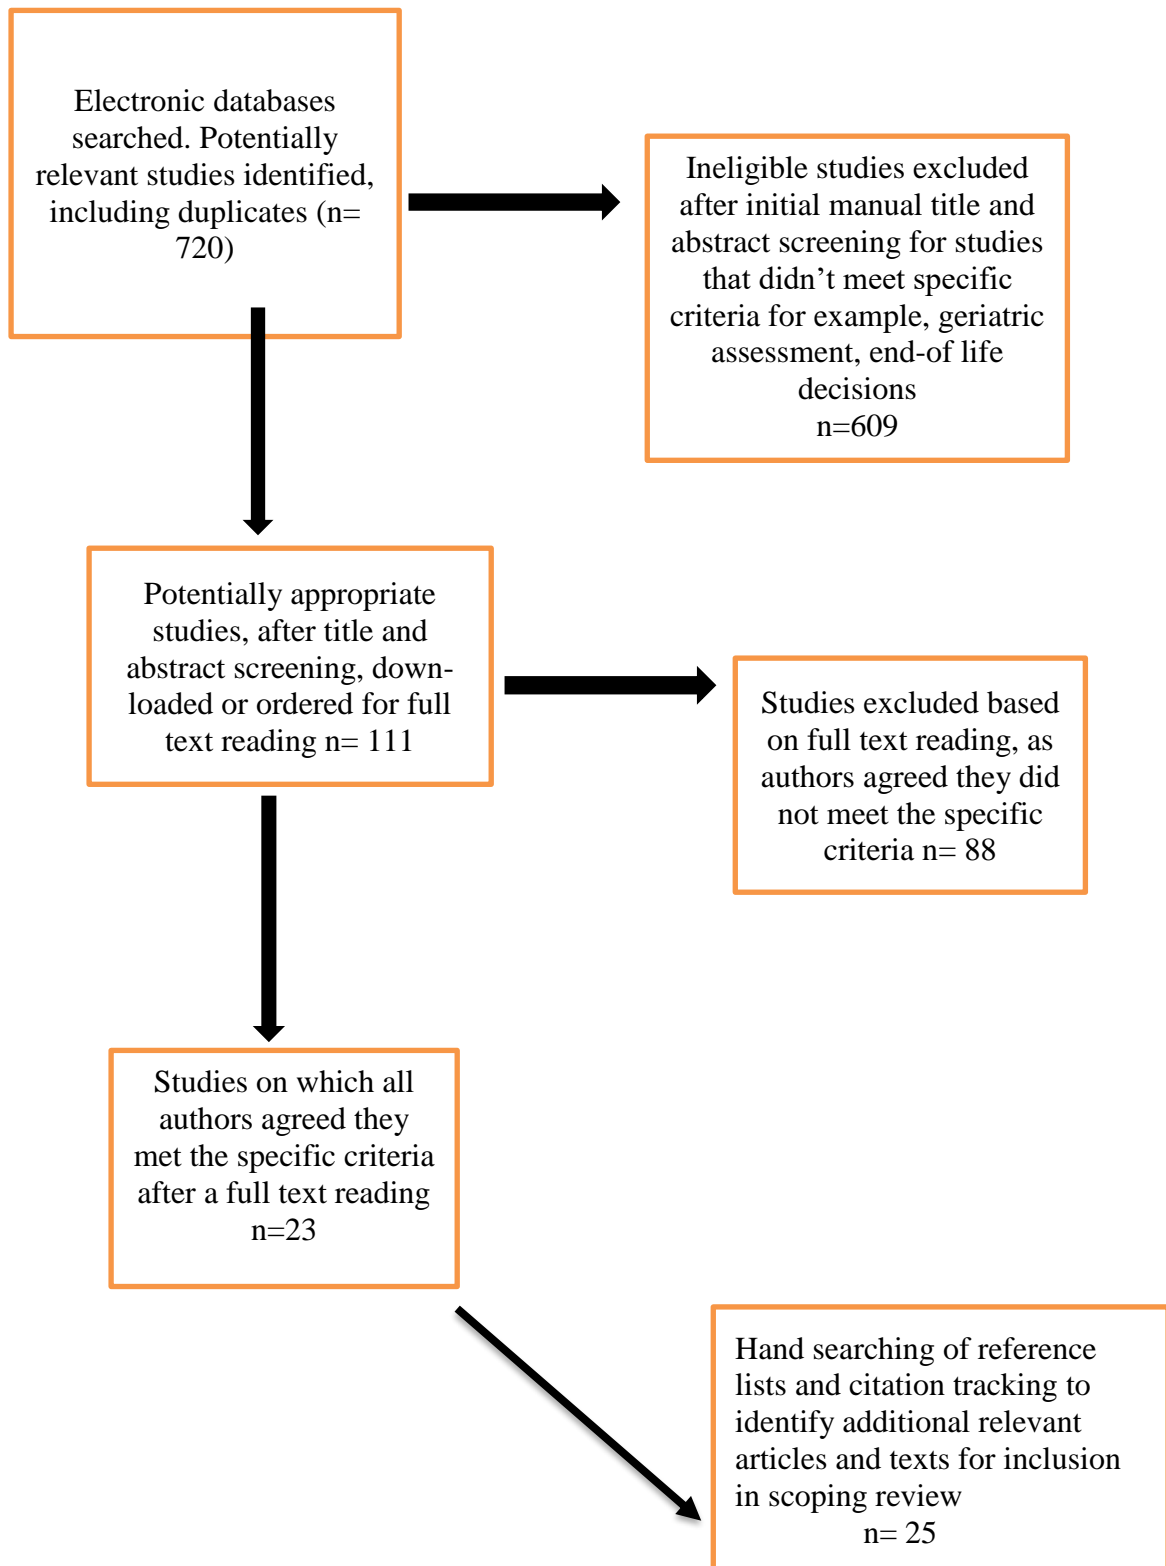 Electronic databases
searched. Potentially
relevant studies identified,
including duplicates (n=
720)
Ineligible studies excluded
after initial manual title and
abstract screening for studies
that didn’t meet specific
criteria for example, geriatric
assessment, end-of life
decisions
n=609
Potentially appropriate
studies, after title and
abstract screening, down-
loaded or ordered for full
text reading n= 111
Studies excluded based
on full text reading, as
authors agreed they did
not meet the specific
criteria n= 88
Studies on which all
authors agreed they
met the specific criteria
after a full text reading
n=23
Hand searching of reference
lists and citation tracking to
identify additional relevant
articles and texts for inclusion
in scoping review
n= 25